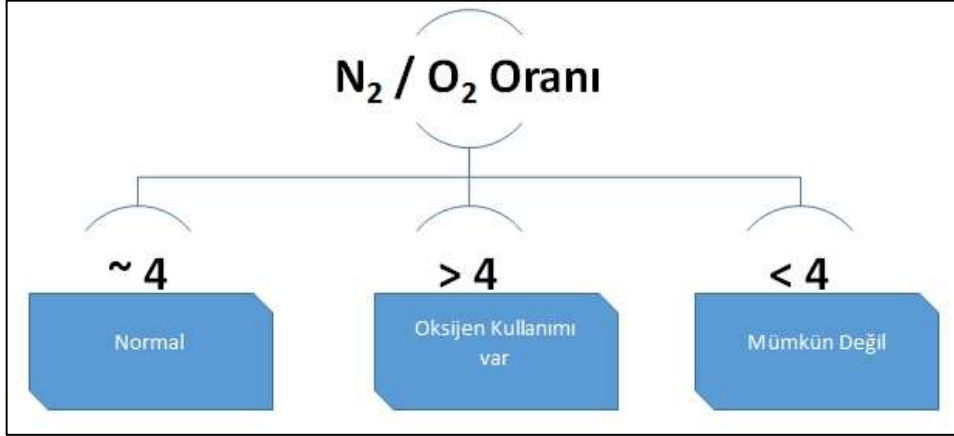 N₂ / O₂ Oranı
~ 4
Normal
> 4
Oksijen Kullanımı
var
< 4
Mümkün Değil